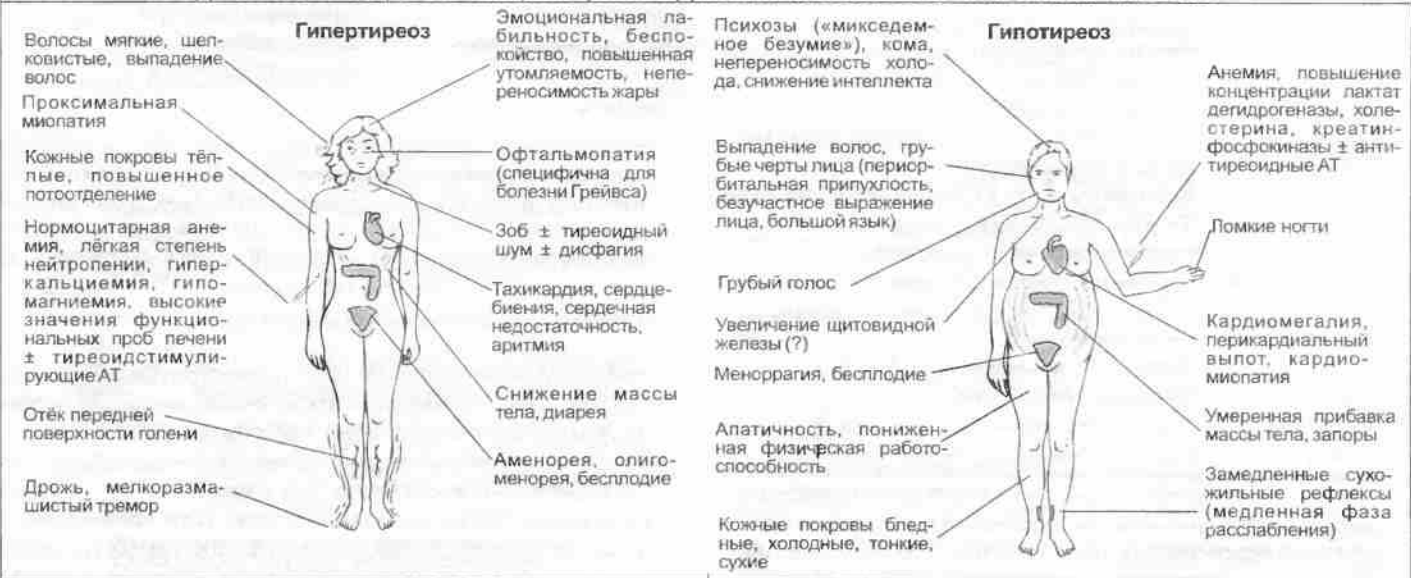 Гипертиреоз
Волосы мягкие, шел-
ковистые, выпадение
волос
Проксимальная
миопатия
Кожные покровы тёп-
лые, повышенное
потоотделение
Нормоцитарная ане-
мия, лёгкая степень
нейтропении, гипер-
кальциемия, гипо-
магниемия, высокие
значения функцио-
нальных проб печени
± тиреоидстимули-
рующие АТ
Отёк передней
поверхности голени
Дрожь, мелкоразма-
шистый тремор
Эмоциональная ла-
бильность, беспо-
койство, повышенная
утомляемость, непе-
реносимость жары
Офтальмопатия
(специфична для
болезни Грейвса)
Зоб ± тиреоидный
шум ± дисфагия
Тахикардия, сердце-
биения, сердечная
недостаточность,
аритмия
Снижение массы
тела, диарея
Аменорея, олиго-
менорея, бесплодие
Гипотиреоз
Психозы («микседем-
ное безумие»), кома,
непереносимость холо-
да, снижение интеллекта
Выпадение волос, гру-
бые черты лица (периор-
битальная припухлость,
безучастное выражение
лица, большой язык)
Грубый голос
Увеличение щитовидной
железы (?)
Меноррагия, бесплодие
Апатичность, понижен-
ная физическая работо-
способность
Кожные покровы блед-
ные, холодные, тонкие,
сухие
Анемия, повышение
концентрации лактат
дегидрогеназы, холе-
стерина, креатин-
фосфокиназы ± анти-
тиреоидные АТ
Ломкие ногти
Кардиомегалия,
перикардиальный
выпот, кардио-
миопатия
Умеренная прибавка
массы тела, запоры
Замедленные сухо-
жильные рефлексы
(медленная фаза
расслабления)